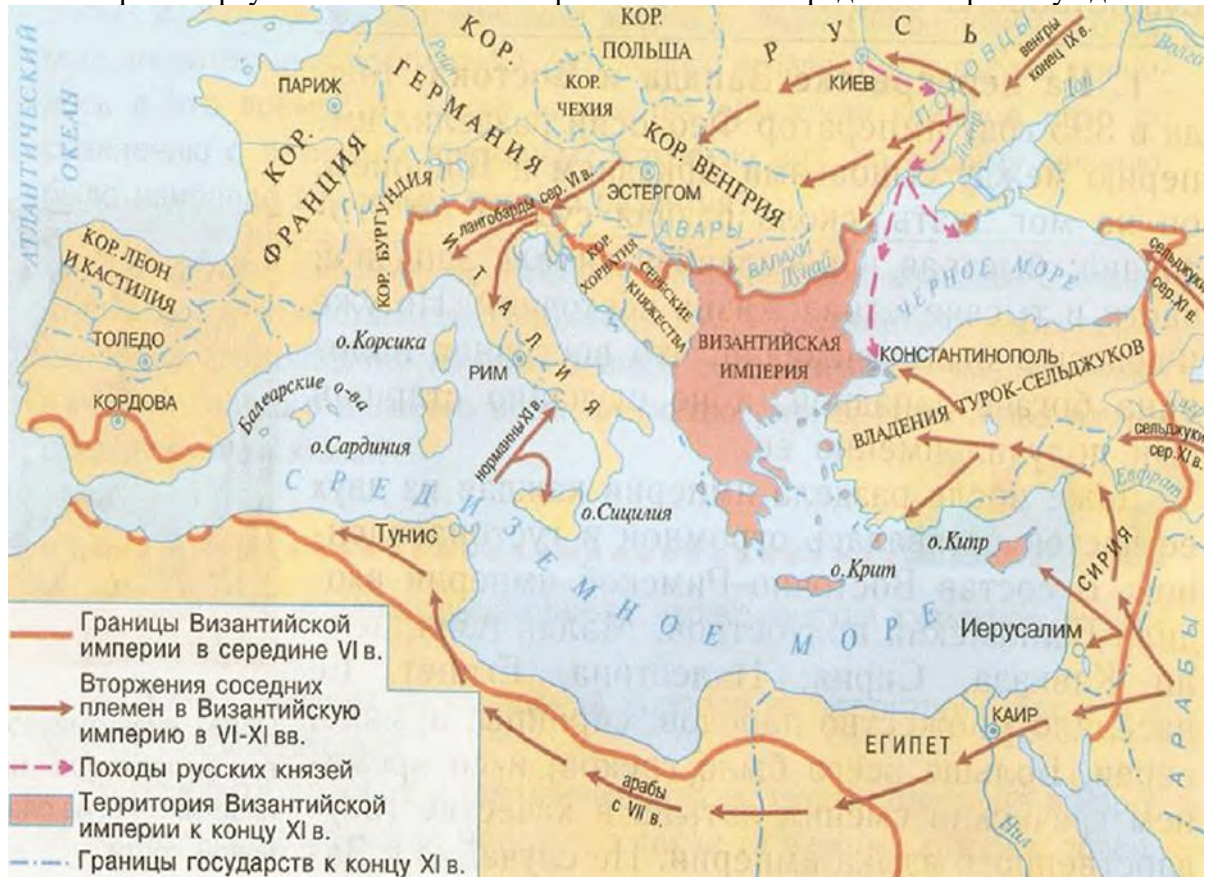 АТЛАНТИЧЕСКИЙ
ОКЕАН
ПАРИЖ
КОР.
ФРАНЦИЯ
КОР.
ГЕРМАНИЯ
КОР.
ПОЛЬША
КОР.
ЧЕХИЯ
РУСЬ
КИЕВ
венгры
конец IX в.
Волга
Дон
Днепр
КОР. ВЕНГРИЯ
ЭСТЕРГОМ
АВАРЫ
ВАЛАХИ
Дунай
КОР. БУРГУНДИЯ
лангобарды сер. VI в.
ИТАЛИЯ
КОР.
ХОРВАТИЯ
СЕРБСКИЕ
КНЯЖЕСТВА
КОР. ЛЕОН
И КАСТИЛИЯ
ТОЛЕДО
КОРДОВА
Балеарские о-ва
о.Корсика
о.Сардиния
РИМ
норманны XI в.
о.Сицилия
ВИЗАНТИЙСКАЯ
ИМПЕРИЯ
ЧЕРНОЕ МОРЕ
КОНСТАНТИНОПОЛЬ
ВЛАДЕНИЯ ТУРОК-СЕЛЬДЖУКОВ
сельджуки
сер. XI в.
сельджуки
сер. XI в.
Евфрат
СИРИЯ
о.Кипр
о.Крит
СРЕДИЗЕМНОЕ МОРЕ
Тунис
Иерусалим
КАИР
ЕГИПЕТ
Нил
АРАБЫ
арабы
с VII в.
Границы Византийской
империи в середине VI в.
Вторжения соседних
племен в Византийскую
империю в VI-XI вв.
Походы русских князей
Территория Византийской
империи к концу XI в.
Границы государств к концу XI в.